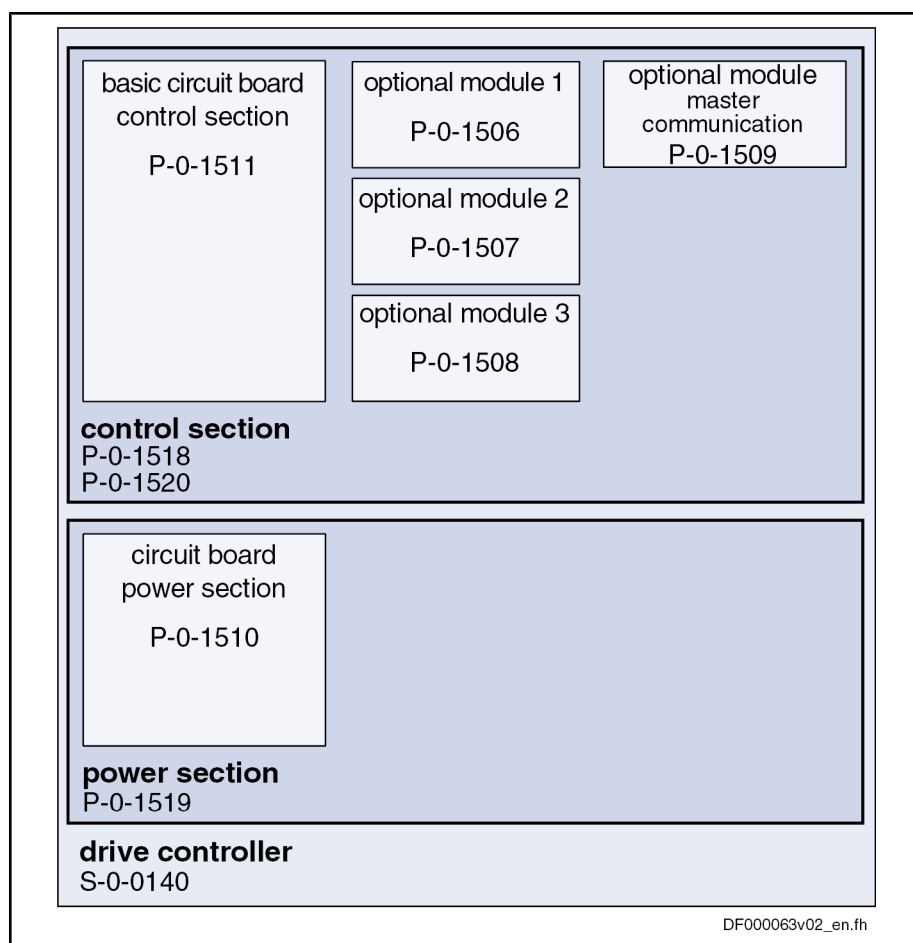 basic circuit board
control section
P-0-1511
optional module 1
P-0-1506
optional module 2
P-0-1507
optional module 3
P-0-1508
optional module
master
communication
P-0-1509
control section
P-0-1518
P-0-1520
circuit board
power section
P-0-1510
power section
P-0-1519
drive controller
S-0-0140
DF000063v02_en.fh